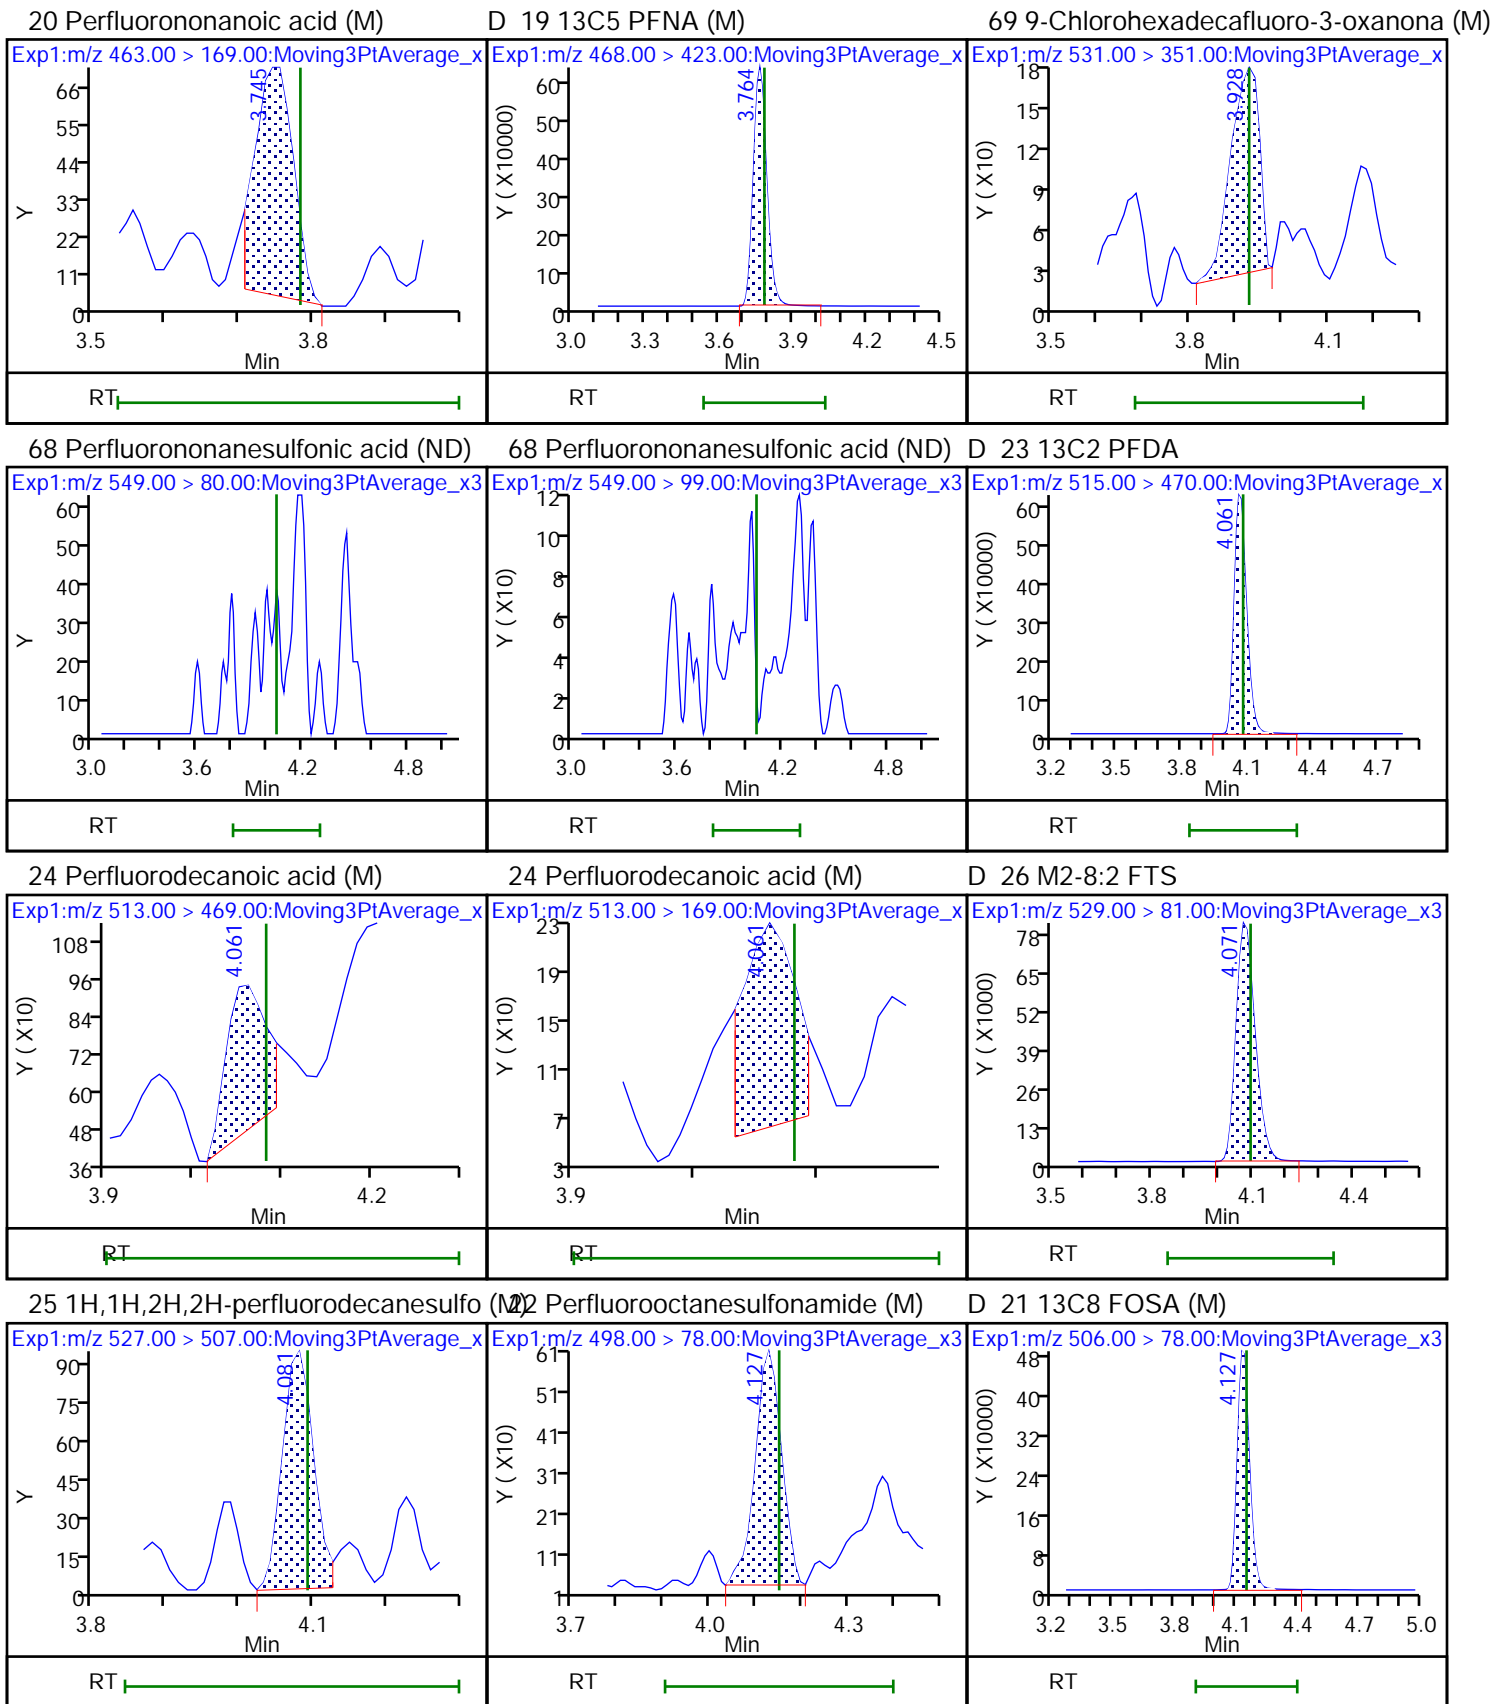 20 Perfluorononanoic acid (M)
D 19 13C5 PFNA (M)
69 9-Chlorohexadecafluoro-3-oxanona (M)
Exp1:m/z 463.00 > 169.00:Moving3PtAverage_x
Exp1:m/z 468.00 > 423.00:Moving3PtAverage_x
Exp1:m/z 531.00 > 351.00:Moving3PtAverage_x
3.745
66
55
44
33
22
11
0
Y
3.5 3.8
Min
RT
3.764
60
50
40
30
20
10
0
Y ( X10000)
3.0 3.3 3.6 3.9 4.2 4.5
Min
RT
3.928
18
15
12
9
6
3
0
Y ( X10)
3.5 3.8 4.1
Min
RT
68 Perfluorononanesulfonic acid (ND)
68 Perfluorononanesulfonic acid (ND)
D 23 13C2 PFDA
Exp1:m/z 549.00 > 80.00:Moving3PtAverage_x3
Exp1:m/z 549.00 > 99.00:Moving3PtAverage_x3
Exp1:m/z 515.00 > 470.00:Moving3PtAverage_x
60
50
40
30
20
10
0
Y
3.0 3.6 4.2 4.8
Min
RT
12
10
8
6
4
2
0
Y ( X10)
3.0 3.6 4.2 4.8
Min
RT
4.061
60
50
40
30
20
10
0
Y ( X10000)
3.2 3.5 3.8 4.1 4.4 4.7
Min
RT
24 Perfluorodecanoic acid (M)
24 Perfluorodecanoic acid (M)
D 26 M2-8:2 FTS
Exp1:m/z 513.00 > 469.00:Moving3PtAverage_x
Exp1:m/z 513.00 > 169.00:Moving3PtAverage_x
Exp1:m/z 529.00 > 81.00:Moving3PtAverage_x3
4.061
108
96
84
72
60
48
36
Y ( X10)
3.9 4.2
Min
RT
4.061
23
19
15
11
7
3
Y ( X10)
3.9
Min
RT
4.071
78
65
52
39
26
13
0
Y ( X1000)
3.5 3.8 4.1 4.4
Min
RT
25 1H,1H,2H,2H-perfluorodecanesulfo (M)
22 Perfluorooctanesulfonamide (M)
D 21 13C8 FOSA (M)
Exp1:m/z 527.00 > 507.00:Moving3PtAverage_x
Exp1:m/z 498.00 > 78.00:Moving3PtAverage_x3
Exp1:m/z 506.00 > 78.00:Moving3PtAverage_x3
4.081
90
75
60
45
30
15
0
Y
3.8 4.1
Min
RT
4.127
61
51
41
31
21
11
1
Y ( X10)
3.7 4.0 4.3
Min
RT
4.127
48
40
32
24
16
8
0
Y ( X10000)
3.2 3.5 3.8 4.1 4.4 4.7 5.0
Min
RT